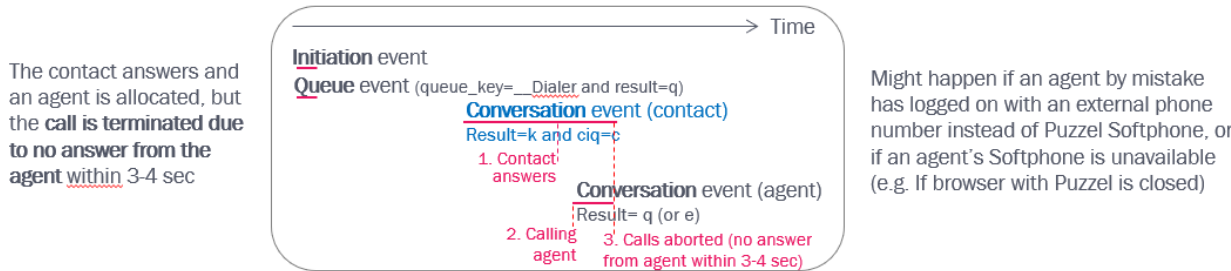 Time
The contact answers and
an agent is allocated, but
the call is terminated due
to no answer from the
agent within 3-4 sec
Initiation event
Queue event (queue_key=__Dialer and result=q)
Conversation event (contact)
Result=k and ciq=c
1. Contact
answers
Conversation event (agent)
Result= q (or e)
2. Calling
agent
3. Calls aborted (no answer
from agent within 3-4 sec)
Might happen if an agent by mistake
has logged on with an external phone
number instead of Puzzel Softphone, or
if an agent's Softphone is unavailable
(e.g. If browser with Puzzel is closed)